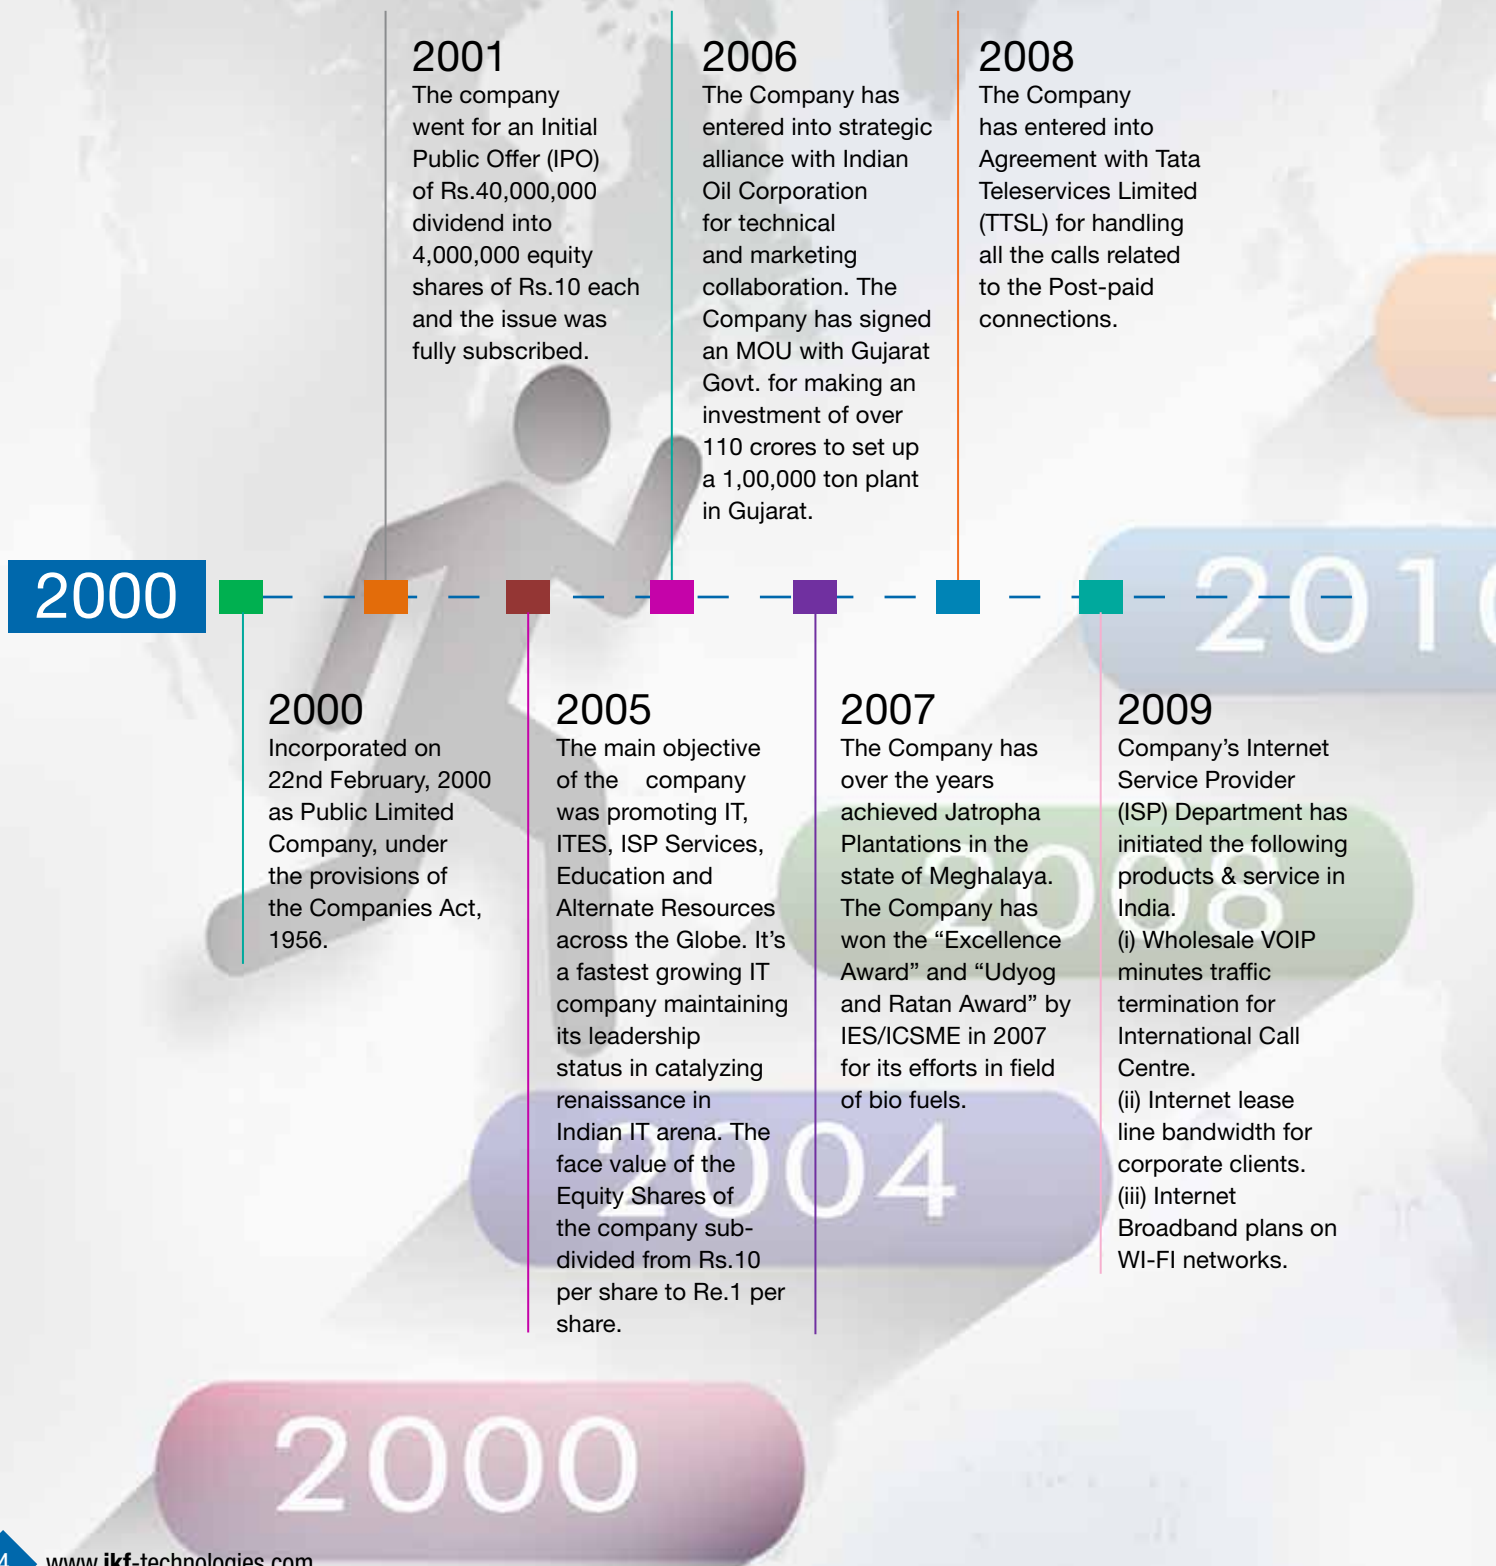 2001
The company
went for an Initial
Public Offer (IPO)
of Rs.40,000,000
dividend into
4,000,000 equity
shares of Rs.10 each
and the issue was
fully subscribed.
2006
The Company has
entered into strategic
alliance with Indian
Oil Corporation
for technical
and marketing
collaboration. The
Company has signed
an MOU with Gujarat
Govt. for making an
investment of over
110 crores to set up
a 1,00,000 ton plant
in Gujarat.
2008
The Company
has entered into
Agreement with Tata
Teleservices Limited
(TTSL) for handling
all the calls related
to the Post-paid
connections.
2000
2010
2000
Incorporated on
22nd February, 2000
as Public Limited
Company, under
the provisions of
the Companies Act,
1956.
2005
The main objective
of the company
was promoting IT,
ITES, ISP Services,
Education and
Alternate Resources
across the Globe. It's
a fastest growing IT
company maintaining
its leadership
status in catalyzing
renaissance in
Indian IT arena. The
face value of the
Equity Shares of
the company sub-
divided from Rs.10
per share to Re.1 per
share.
2007
The Company has
over the years
achieved Jatropha
Plantations in the
state of Meghalaya.
The Company has
won the “Excellence
Award” and “Udyog
and Ratan Award” by
IES/ICSME in 2007
for its efforts in field
of bio fuels.
2009
Company’s Internet
Service Provider
(ISP) Department has
initiated the following
products & service in
India.
(i) Wholesale VOIP
minutes traffic
termination for
International Call
Centre.
(ii) Internet lease
line bandwidth for
corporate clients.
(iii) Internet
Broadband plans on
WI-FI networks.
2008
2004
2000
4
www.ikf-technologies.com